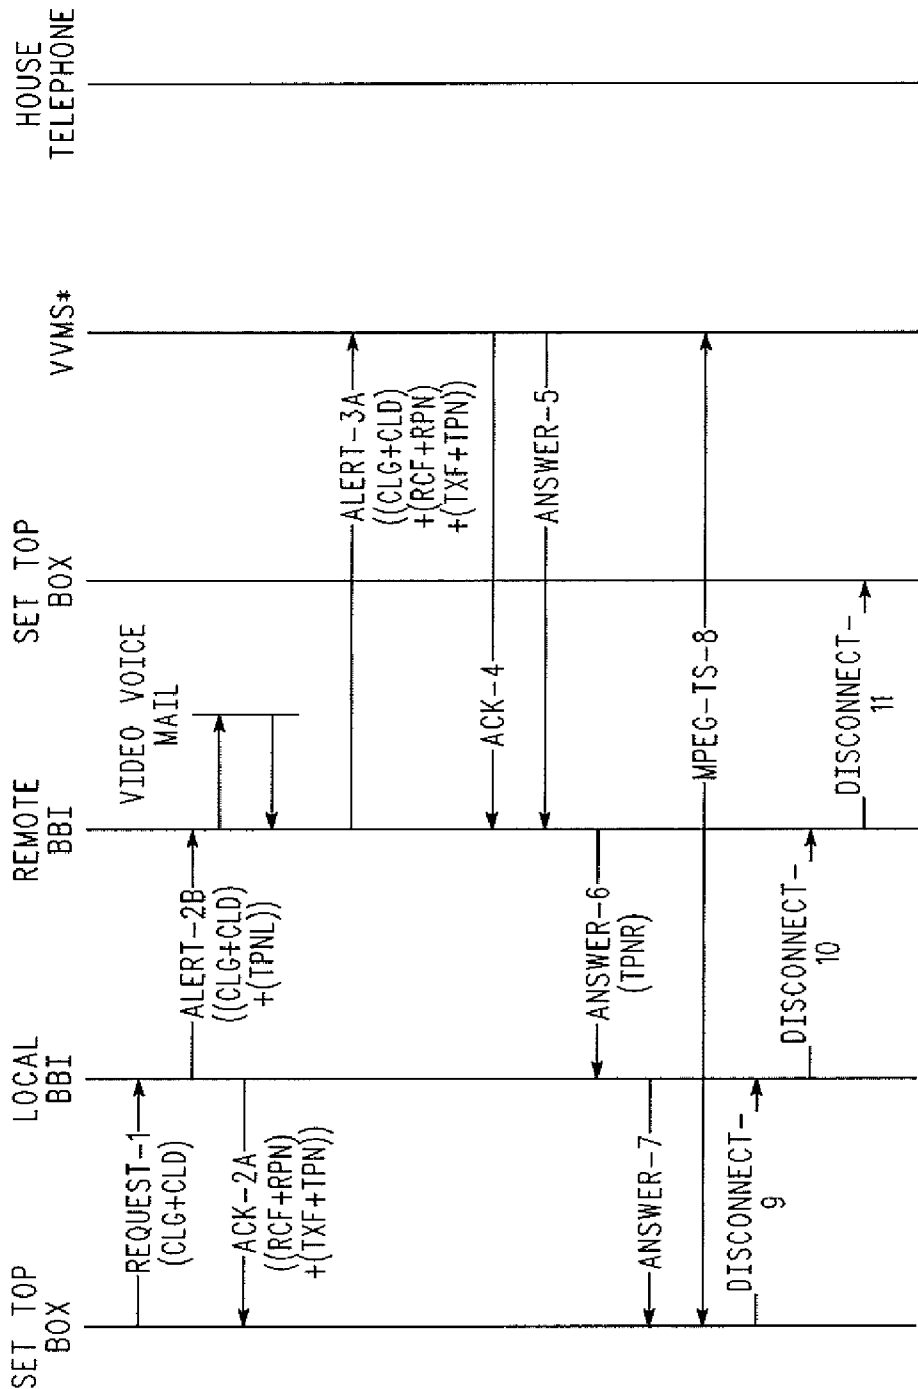 SET TOP
BOX
LOCAL
BBI
REMOTE
BBI
VIDEO VOICE
MAIL
SET TOP
BOX
VVMS*
HOUSE
TELEPHONE
REQUEST-1
(CLG+CLD)
ALERT-2B
((CLG+CLD)
+(TPNL))
ACK-2A
((RCF+RPN)
+(TXF+TPN))
ALERT-3A
((CLG+CLD)
+(RCF+RPN)
+(TXF+TPN))
ACK-4
ANSWER-5
ANSWER-6
(TPNR)
ANSWER-7
MPEG-TS-8
DISCONNECT-
9
DISCONNECT-
10
DISCONNECT-
11